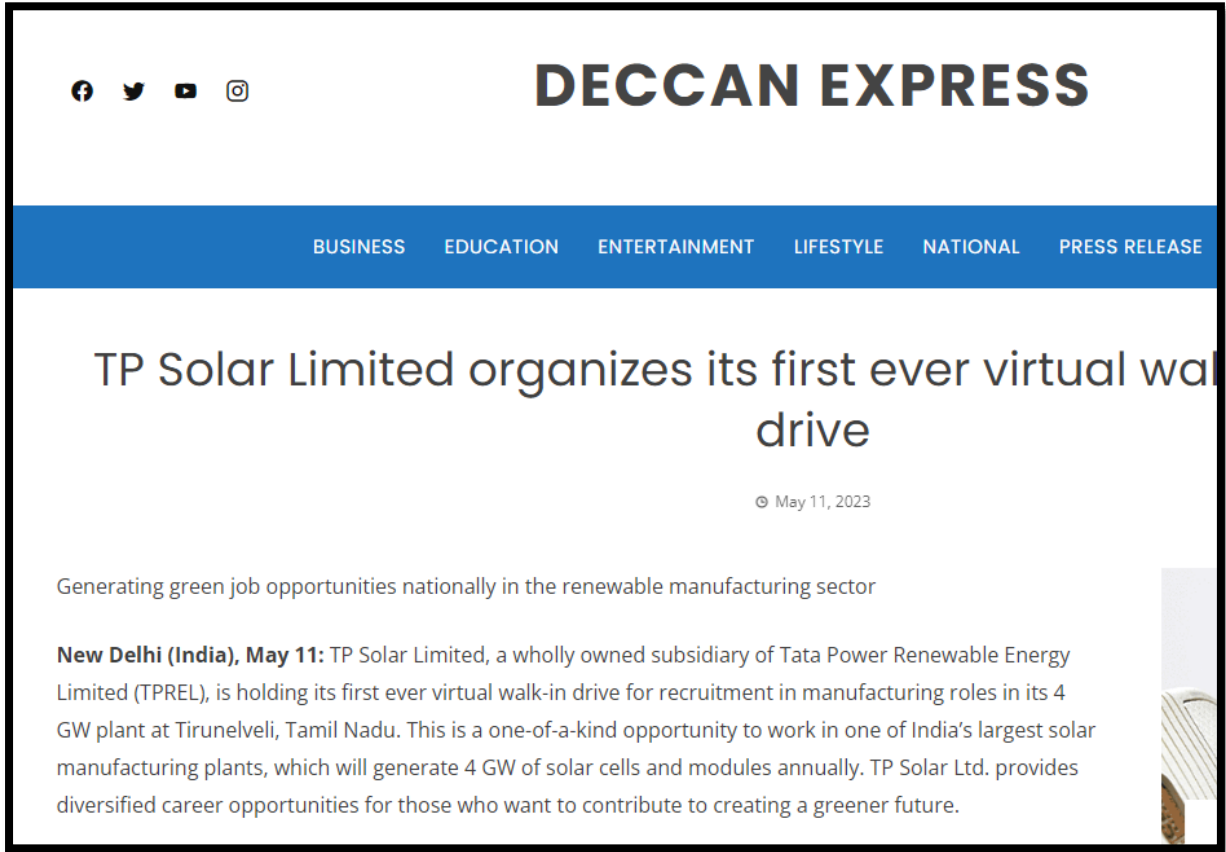 DECCAN EXPRESS
BUSINESS EDUCATION ENTERTAINMENT LIFESTYLE NATIONAL PRESS RELEASE
TP Solar Limited organizes its first ever virtual
drive
May 11, 2023
Generating green job opportunities nationally in the renewable manufacturing sector
New Delhi (India), May 11: TP Solar Limited, a wholly owned subsidiary of Tata Power Renewable Energy
Limited (TPREL), is holding its first ever virtual walk-in drive for recruitment in manufacturing roles in its 4
GW plant at Tirunelveli, Tamil Nadu. This is a one-of-a-kind opportunity to work in one of India’s largest solar
manufacturing plants, which will generate 4 GW of solar cells and modules annually. TP Solar Ltd. provides
diversified career opportunities for those who want to contribute to creating a greener future.